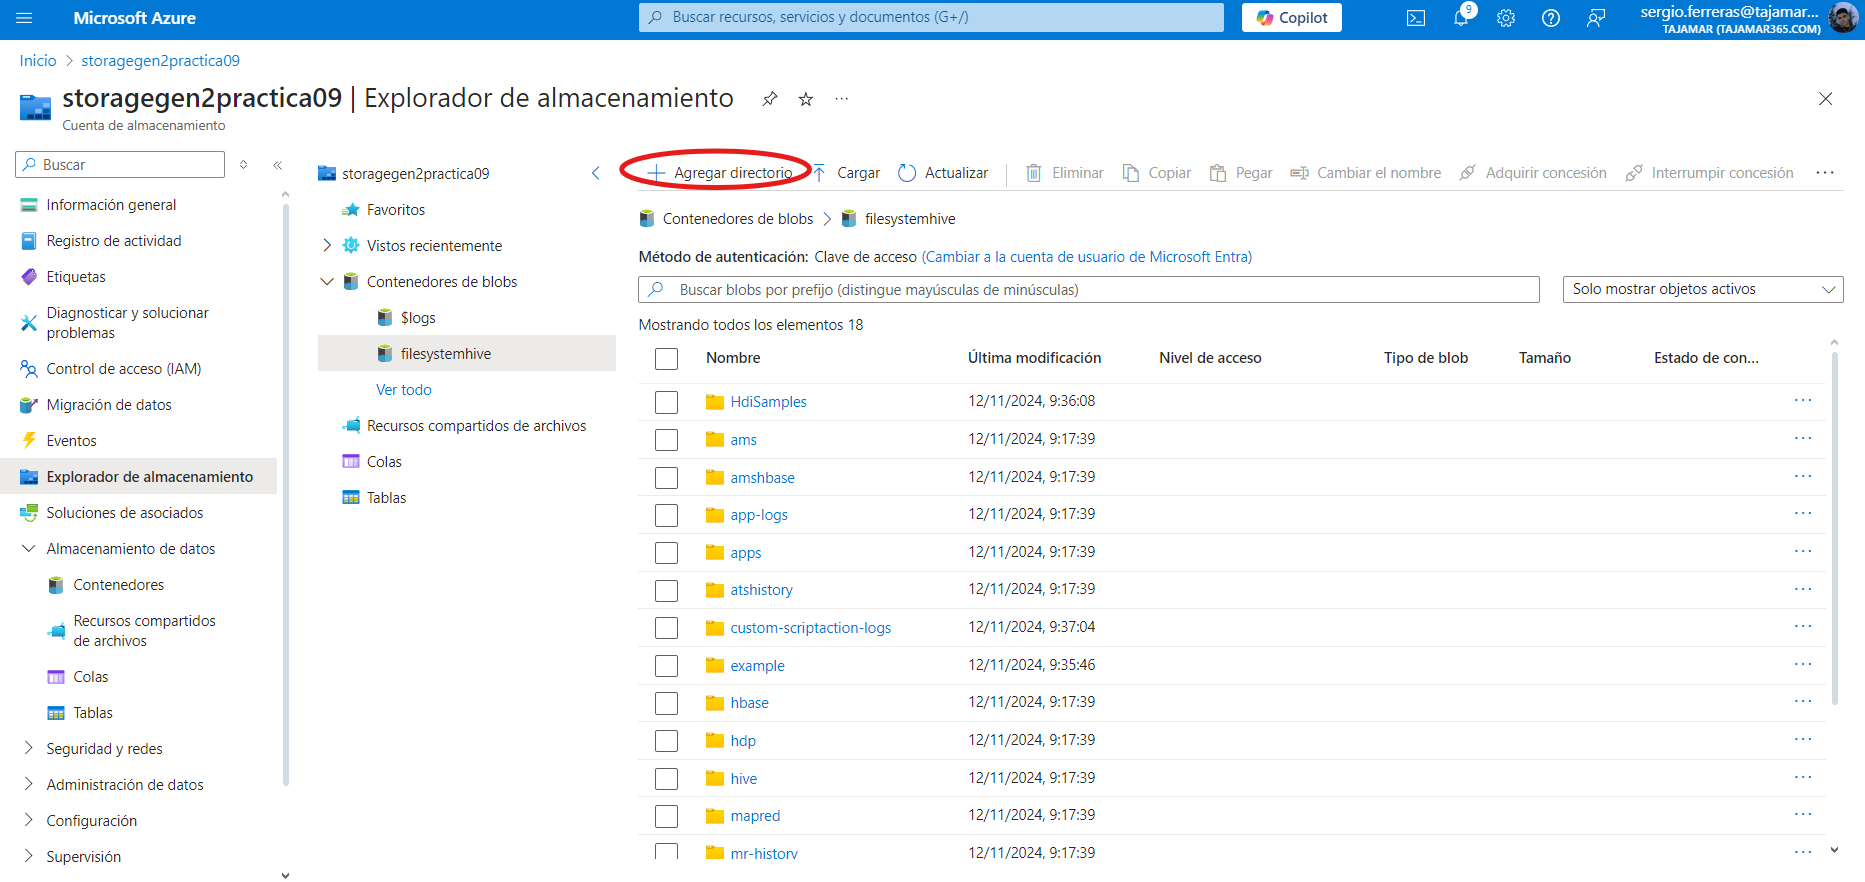 Microsoft Azure
Buscar recursos, servicios y documentos (G+/)
Copilot
9
sergio.ferreras@tajamar...
TAJAMAR (TAJAMAR365.COM)
Inicio > storagegen2practica09
storagegen2practica09 | Explorador de almacenamiento
Cuenta de almacenamiento
Buscar
Información general
Registro de actividad
Etiquetas
Diagnosticar y solucionar
problemas
Control de acceso (IAM)
Migración de datos
Eventos
Explorador de almacenamiento
Soluciones de asociados
Almacenamiento de datos
Contenedores
Recursos compartidos
de archivos
Colas
Tablas
Seguridad y redes
Administración de datos
Configuración
Supervisión
storagegen2practica09
Favoritos
Vistos recientemente
Contenedores de blobs
$logs
filesystemhive
Ver todo
Recursos compartidos de archivos
Colas
Tablas
Agregar directorio Cargar Actualizar Eliminar Copiar Pegar Cambiar el nombre Adquirir concesión Interrumpir concesión
Contenedores de blobs > filesystemhive
Método de autenticación: Clave de acceso (Cambiar a la cuenta de usuario de Microsoft Entra)
Buscar blobs por prefijo (distingue mayúsculas de minúsculas)
Solo mostrar objetos activos
Mostrando todos los elementos 18
Nombre Última modificación Nivel de acceso Tipo de blob Tamaño Estado de con...
HdiSamples 12/11/2024, 9:36:08
ams 12/11/2024, 9:17:39
amshbase 12/11/2024, 9:17:39
app-logs 12/11/2024, 9:17:39
apps 12/11/2024, 9:17:39
atshistory 12/11/2024, 9:17:39
custom-scriptaction-logs 12/11/2024, 9:37:04
example 12/11/2024, 9:35:46
hbase 12/11/2024, 9:17:39
hdp 12/11/2024, 9:17:39
hive 12/11/2024, 9:17:39
mapred 12/11/2024, 9:17:39
mr-history 12/11/2024, 9:17:39